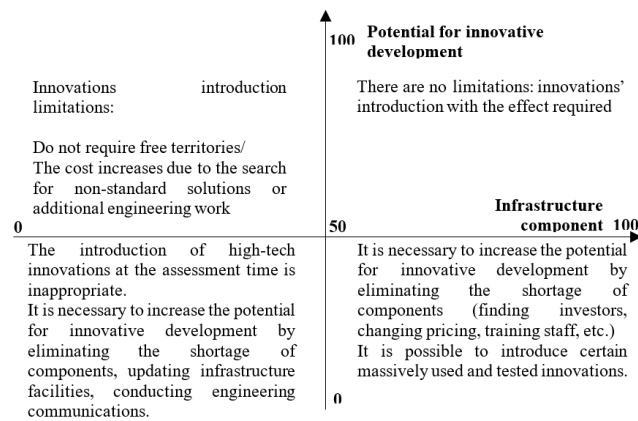 100
Potential for innovative
development
Innovations introduction
limitations:
Do not require free territories/
The cost increases due to the search
for non-standard solutions or
additional engineering work
There are no limitations: innovations'
introduction with the effect required
Infrastructure
component 100
0
50
The introduction of high-tech
innovations at the assessment time is
inappropriate.
It is necessary to increase the potential
for innovative development by
eliminating the shortage of
components, updating infrastructure
facilities, conducting engineering
communications.
It is necessary to increase the potential
for innovative development by
eliminating the shortage of
components (finding investors,
changing pricing, training staff, etc.)
It is possible to introduce certain
massively used and tested innovations.
0